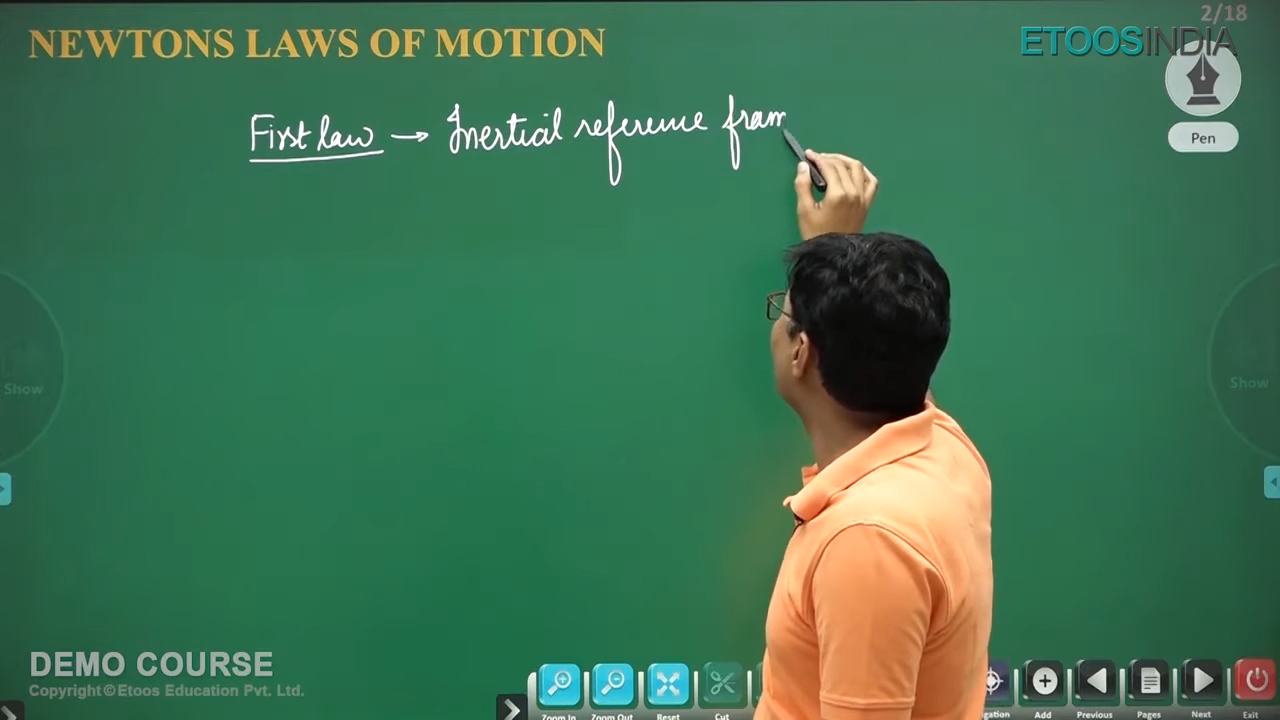 2/18
NEWTONS LAWS OF MOTION
ETOOSINDIA
Pen
First law → Inertial reference fram
Show
Show
DEMO COURSE
Copyright © Etoos Education Pvt. Ltd.
Zoom In
Zoom Out
Reset
Cut
igation
Add
Previous
Pages
Next
Exit